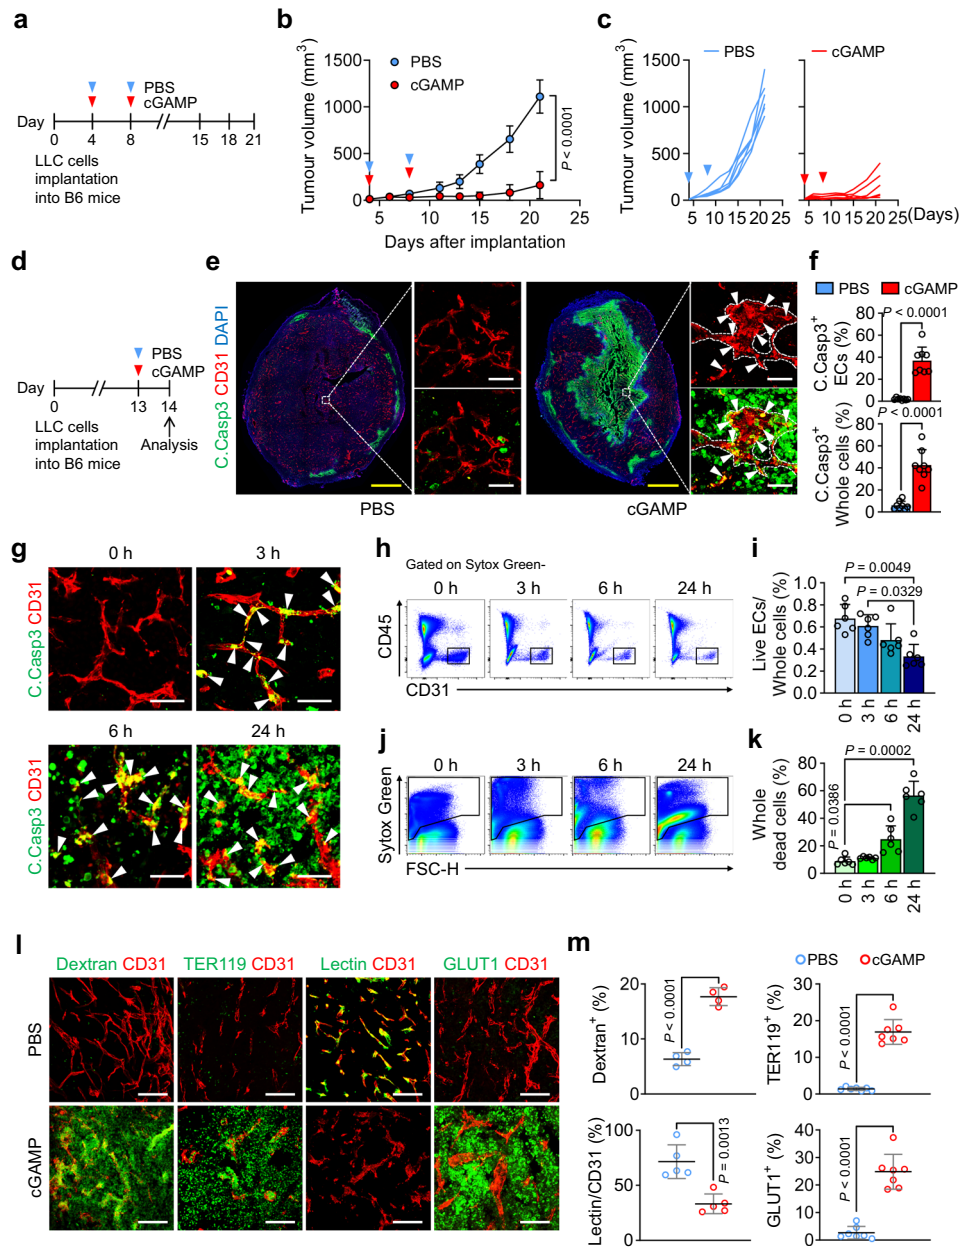 a
PBS
cGAMP
Day
0
4
8
15
18
21
LLC cells
implantation
into B6 mice
b
Tumour volume (mm3)
1500
1000
500
0
PBS
cGAMP
P < 0.0001
5
10
15
20
25
Days after implantation
c
Tumour volume (mm3)
1500
1000
500
0
PBS
cGAMP
5 10 15 20 25
5 10 15 20 25 (Days)
d
PBS
cGAMP
Day
0
13
14
LLC cells
implantation
into B6 mice
Analysis
e
C.Casp3 CD31 DAPI
PBS
cGAMP
f
PBS
cGAMP
C.Casp3+
ECs (%)
P < 0.0001
80
60
40
20
0
C.Casp3+
Whole cells (%)
P < 0.0001
80
60
40
20
0
g
0 h
3 h
C.Casp3 CD31
6 h
24 h
C.Casp3 CD31
h
Gated on Sytox Green-
0 h
3 h
6 h
24 h
CD45
CD31
i
Live ECs/
Whole cells (%)
P = 0.0049
P = 0.0329
1.0
0.8
0.6
0.4
0.2
0
0 h
3 h
6 h
24 h
j
0 h
3 h
6 h
24 h
Sytox Green
FSC-H
k
Whole
dead cells (%)
P = 0.0002
P = 0.0386
80
60
40
20
0
0 h
3 h
6 h
24 h
l
Dextran CD31
TER119 CD31
Lectin CD31
GLUT1 CD31
PBS
cGAMP
m
PBS
cGAMP
Dextran+ (%)
20
10
0
P < 0.0001
TER119+ (%)
30
20
10
0
P < 0.0001
Lectin/CD31 (%)
100
50
0
P = 0.0013
GLUT1+ (%)
40
20
0
P < 0.0001